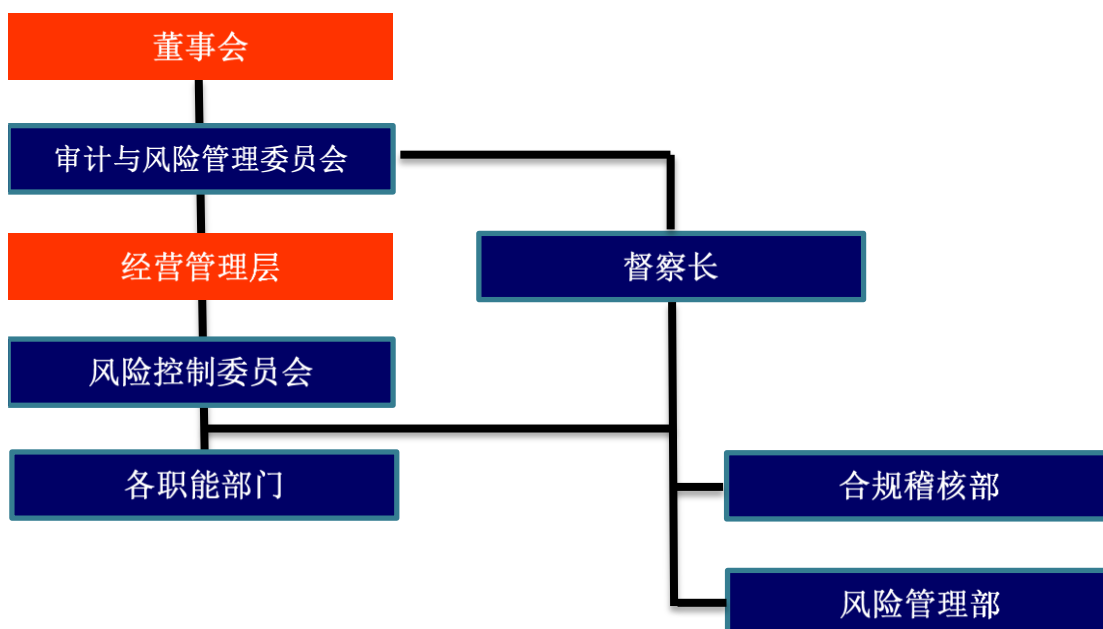 董事会
审计与风险管理委员会
经营管理层
督察长
风险控制委员会
各职能部门
合规稽核部
风险管理部